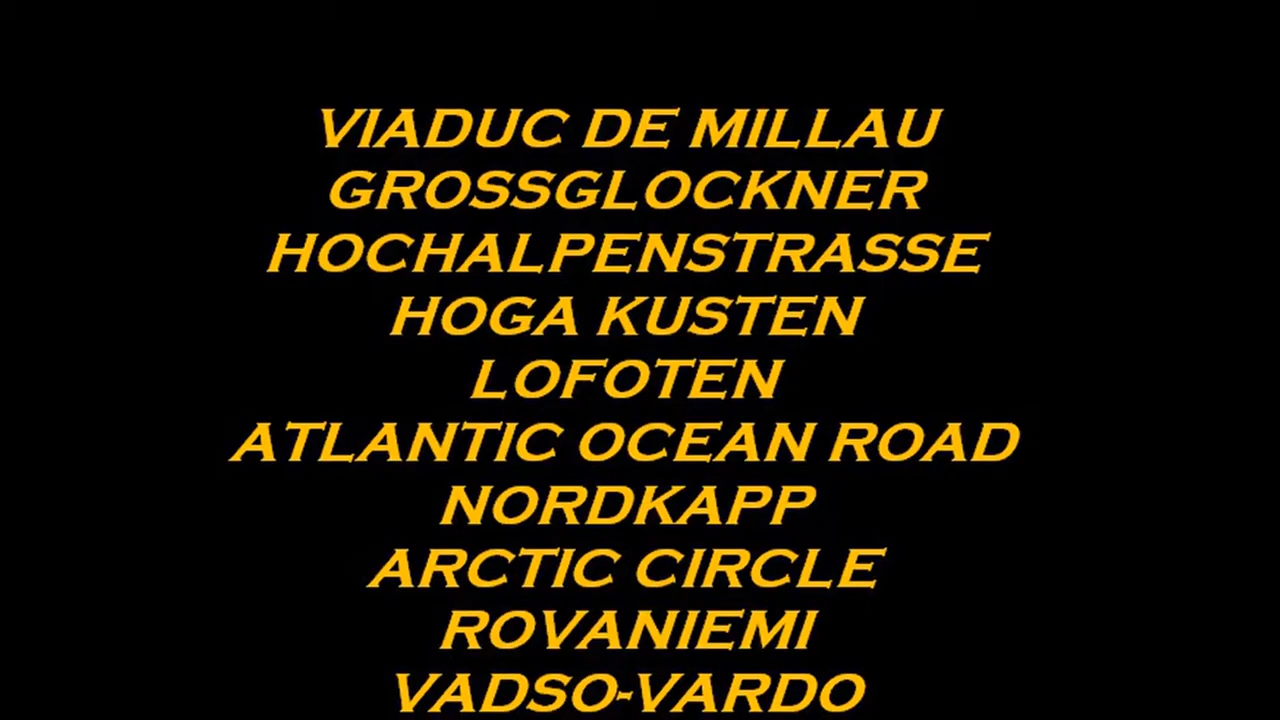 VIADUC DE MILLAU
GROSSGLOCKNER
HOCHALPENSTRASSE
HOGA KUSTEN
LOFOTEN
ATLANTIC OCEAN ROAD
NORDKAPP
ARCTIC CIRCLE
ROVANIEMI
VADSO-VARDO